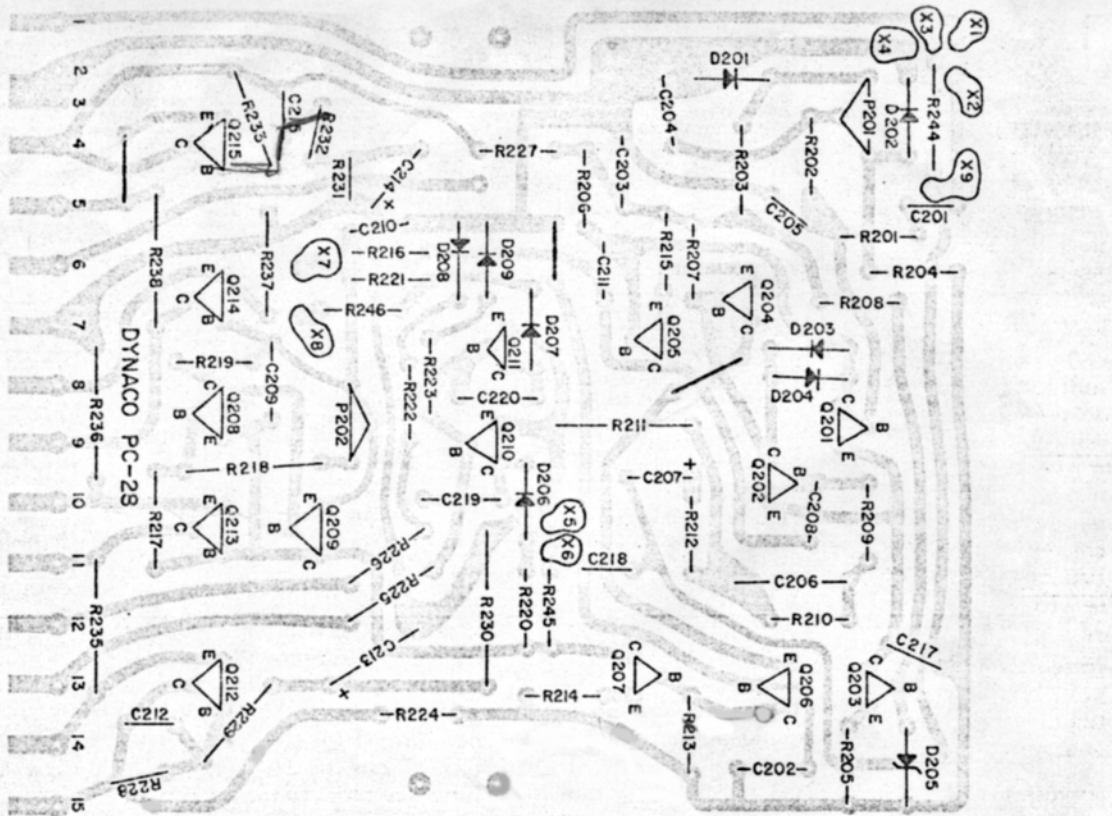 1
2
3
4
5
6
7
8
9
10
11
12
13
14
15
DYNACO PC-28
X1
X2
X3
X4
X9
R244
D202
P201
D201
C204
R203
R202
C205
C201
R201
R204
R208
C203
R206
R227
C214
+
C210
R216
R221
R246
D208
D209
C211
R215
R207
E
Q204
B
C
E
Q205
B
C
D203
D204
C
Q201
B
E
C
Q202
B
E
C208
R209
C206
R210
C217
R211
C207
+
R212
C218
D207
E
Q211
B
C
C220
E
Q210
B
C
R223
R222
C219
D206
X5
X6
R220
R245
R230
R226
R225
C213
+
R224
R214
C
Q207
B
E
R213
E
Q206
B
C
C
Q203
B
E
C202
R205
D205
E
Q215
C
B
R233
C216
R232
R231
R238
R237
X7
X8
E
Q214
C
B
R219
C209
R236
C
Q208
B
E
P202
R218
R217
E
Q213
C
B
E
Q209
B
C
R235
E
Q212
C
B
C212
R229
R228